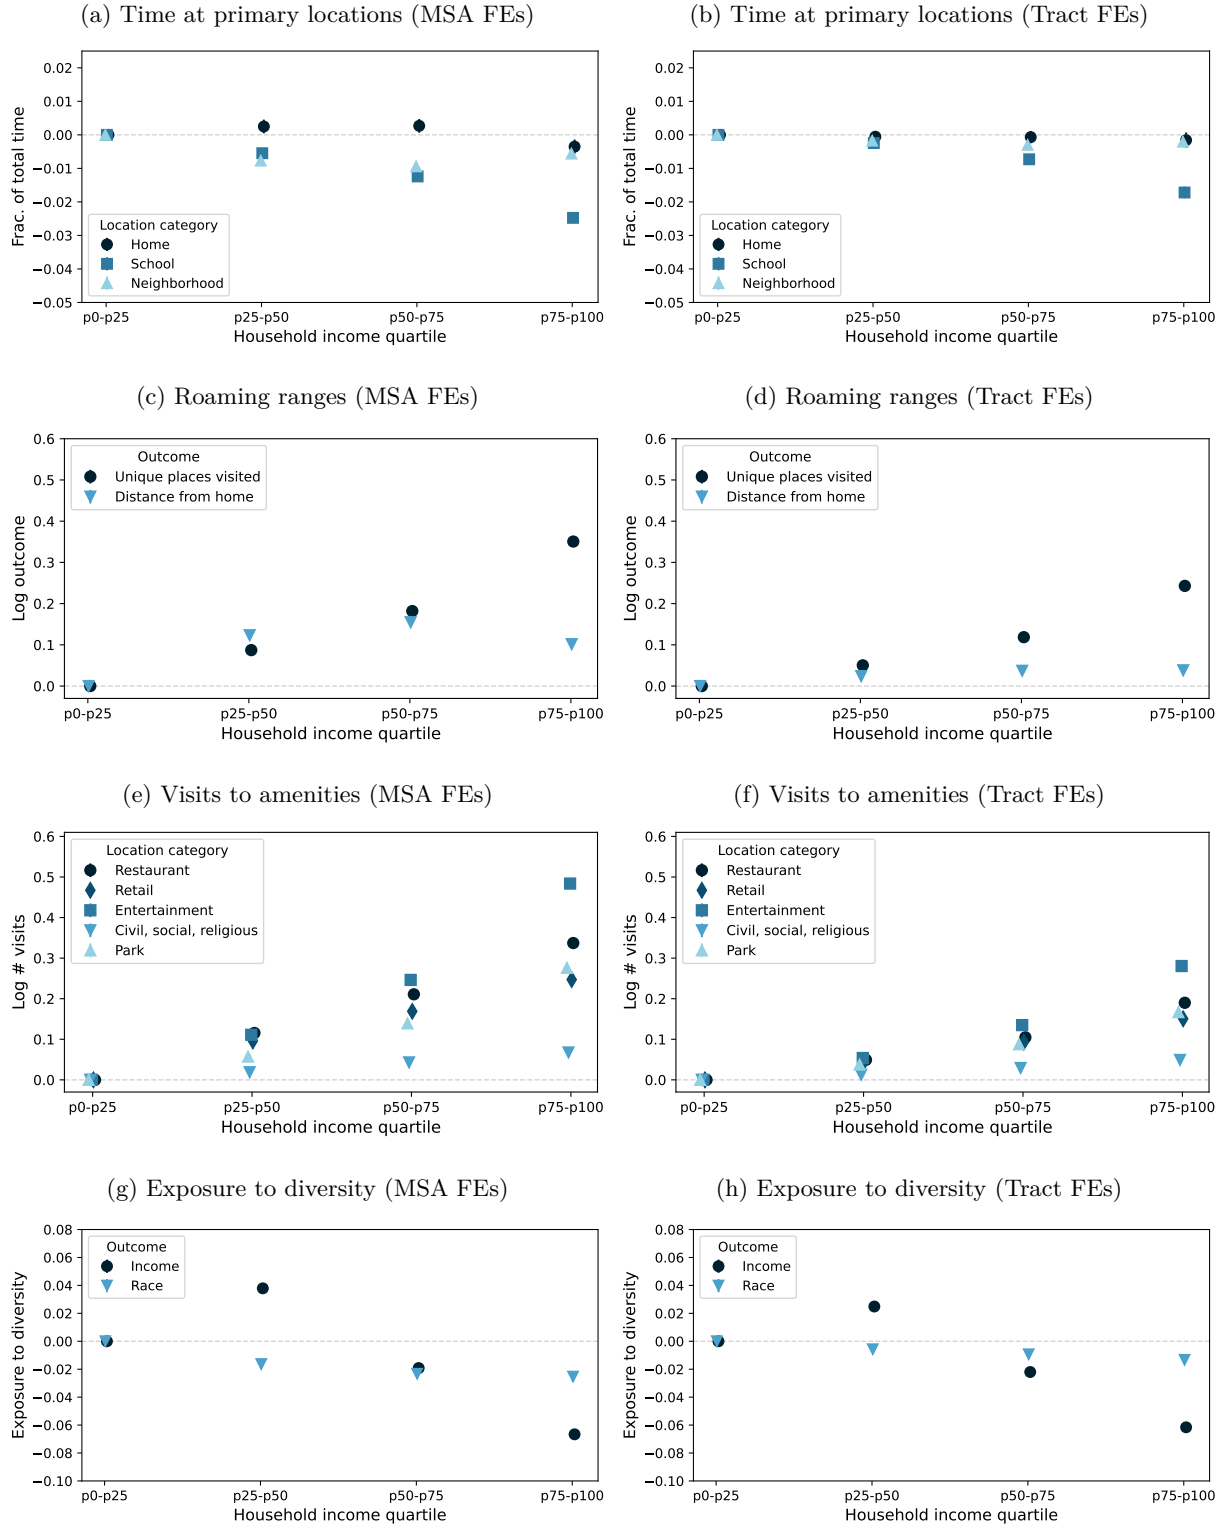 (a) Time at primary locations (MSA FEs)
0.02
0.01
0.00
−0.01
−0.02
−0.03
−0.04
−0.05
Frac. of total time
Location category
Home
School
Neighborhood
p0-p25
p25-p50
p50-p75
p75-p100
Household income quartile
(b) Time at primary locations (Tract FEs)
0.02
0.01
0.00
−0.01
−0.02
−0.03
−0.04
−0.05
Frac. of total time
Location category
Home
School
Neighborhood
p0-p25
p25-p50
p50-p75
p75-p100
Household income quartile
(c) Roaming ranges (MSA FEs)
0.6
0.5
0.4
0.3
0.2
0.1
0.0
Log outcome
Outcome
Unique places visited
Distance from home
p0-p25
p25-p50
p50-p75
p75-p100
Household income quartile
(d) Roaming ranges (Tract FEs)
0.6
0.5
0.4
0.3
0.2
0.1
0.0
Log outcome
Outcome
Unique places visited
Distance from home
p0-p25
p25-p50
p50-p75
p75-p100
Household income quartile
(e) Visits to amenities (MSA FEs)
0.6
0.5
0.4
0.3
0.2
0.1
0.0
Log # visits
Location category
Restaurant
Retail
Entertainment
Civil, social, religious
Park
p0-p25
p25-p50
p50-p75
p75-p100
Household income quartile
(f) Visits to amenities (Tract FEs)
0.6
0.5
0.4
0.3
0.2
0.1
0.0
Log # visits
Location category
Restaurant
Retail
Entertainment
Civil, social, religious
Park
p0-p25
p25-p50
p50-p75
p75-p100
Household income quartile
(g) Exposure to diversity (MSA FEs)
0.08
0.06
0.04
0.02
0.00
−0.02
−0.04
−0.06
−0.08
−0.10
Exposure to diversity
Outcome
Income
Race
p0-p25
p25-p50
p50-p75
p75-p100
Household income quartile
(h) Exposure to diversity (Tract FEs)
0.08
0.06
0.04
0.02
0.00
−0.02
−0.04
−0.06
−0.08
−0.10
Exposure to diversity
Outcome
Income
Race
p0-p25
p25-p50
p50-p75
p75-p100
Household income quartile